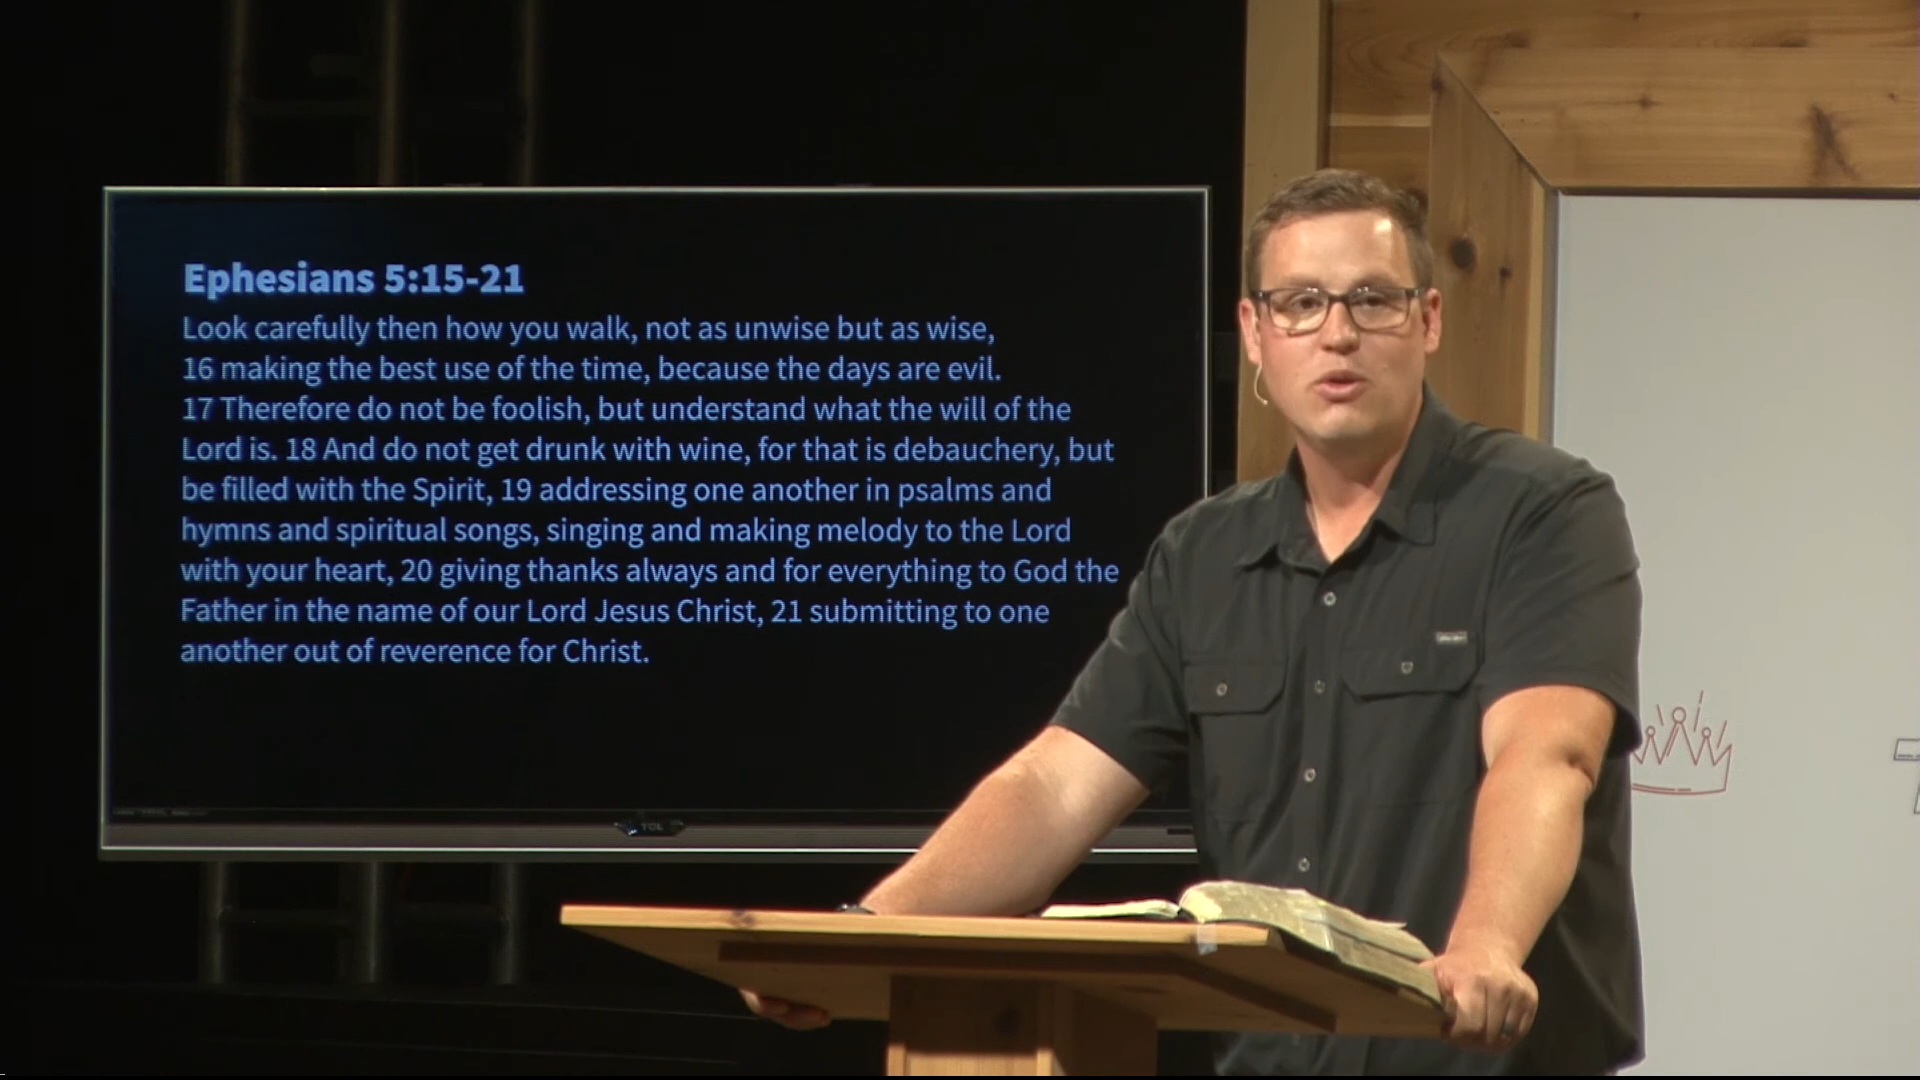 Ephesians 5:15-21
Look carefully then how you walk, not as unwise but as wise,
16 making the best use of the time, because the days are evil.
17 Therefore do not be foolish, but understand what the will of the
Lord is. 18 And do not get drunk with wine, for that is debauchery, but
be filled with the Spirit, 19 addressing one another in psalms and
hymns and spiritual songs, singing and making melody to the Lord
with your heart, 20 giving thanks always and for everything to God the
Father in the name of our Lord Jesus Christ, 21 submitting to one
another out of reverence for Christ.
TCL